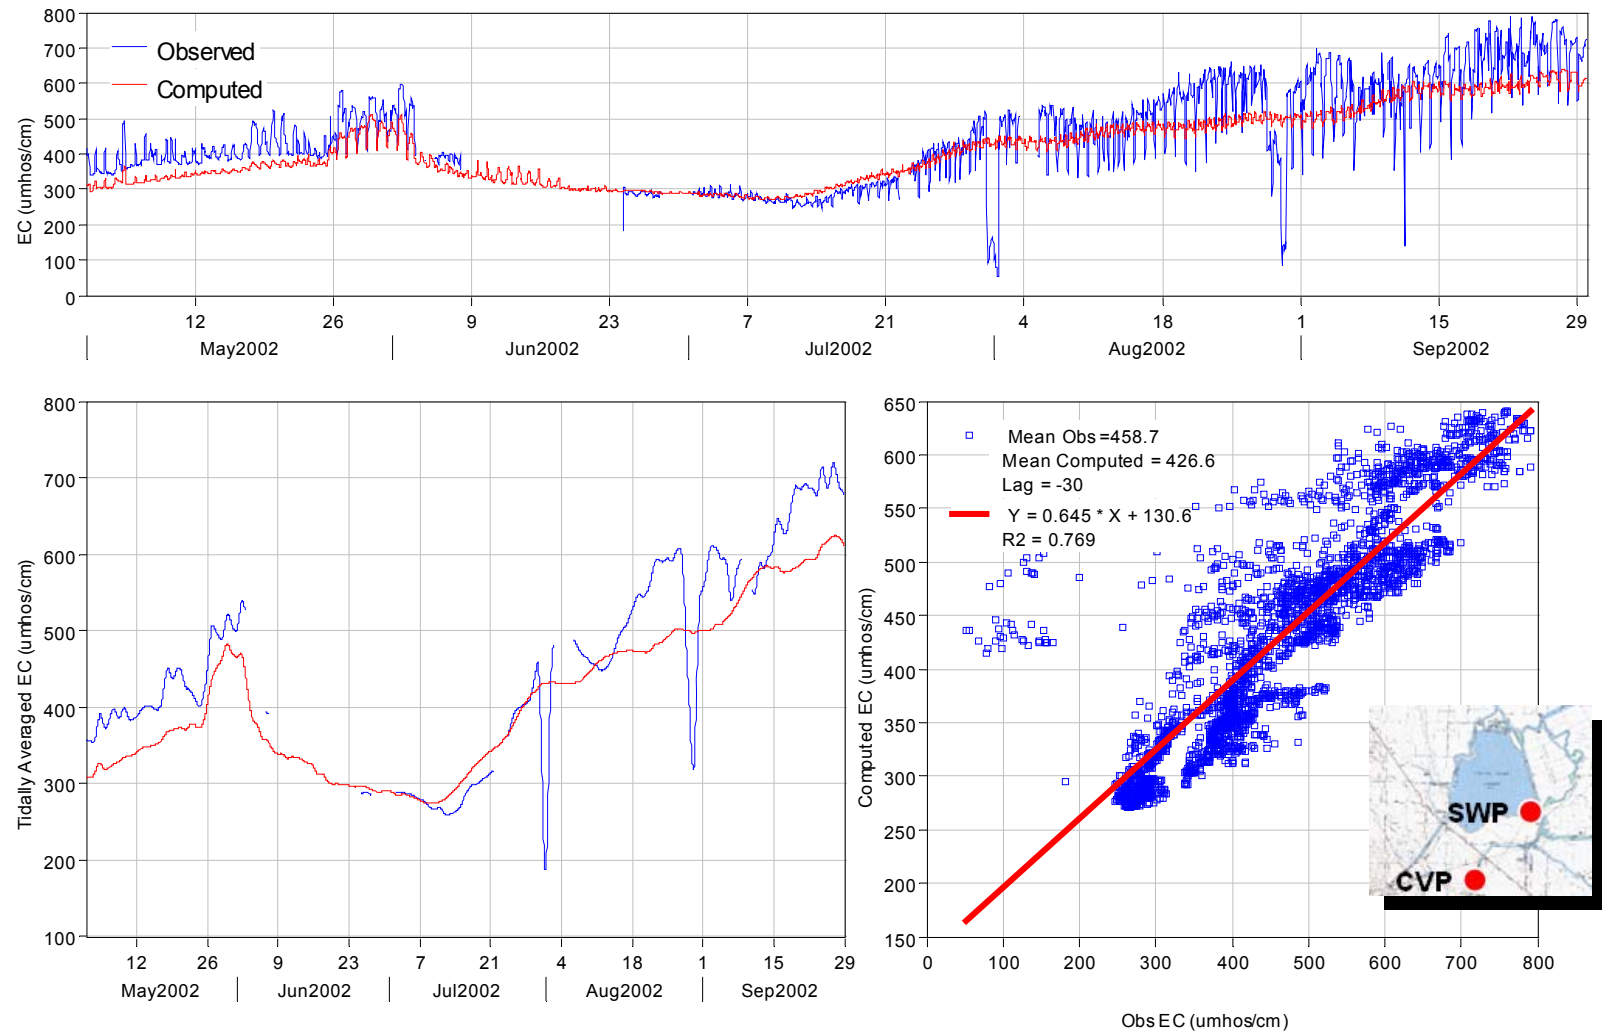 800
700
600
500
400
300
200
100
0
EC (umhos/cm)
Observed
Computed
12 26 9 23 7 21 4 18 1 15 29
May2002 Jun2002 Jul2002 Aug2002 Sep2002
800
700
600
500
400
300
200
100
Tidally Averaged EC (umhos/cm)
12 26 9 23 7 21 4 18 1 15 29
May2002 Jun2002 Jul2002 Aug2002 Sep2002
650
600
550
500
450
400
350
300
250
200
150
Computed EC (umhos/cm)
Mean Obs =458.7
Mean Computed = 426.6
Lag = -30
Y = 0.645 * X + 130.6
R2 = 0.769
SWP
CVP
0 100 200 300 400 500 600 700 800
Obs EC (umhos/cm)